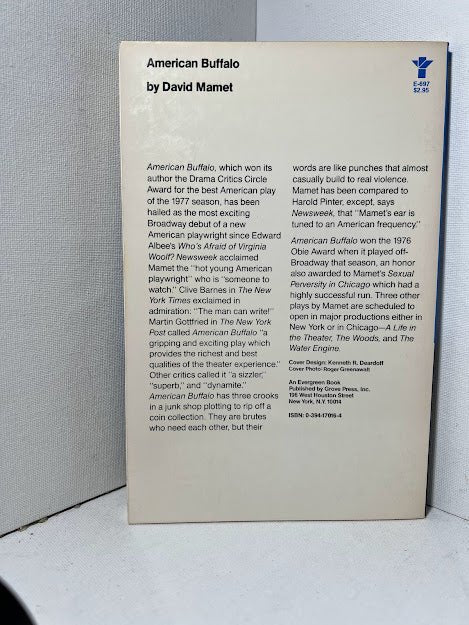 American Buffalo
by David Mamet
E-697
$2.95
American Buffalo, which won its
author the Drama Critics Circle
Award for the best American play
of the 1977 season, has been
hailed as the most exciting
Broadway debut of a new
American playwright since Edward
Albee's Who's Afraid of Virginia
Woolf? Newsweek acclaimed
Mamet the "hot young American
playwright" who is "someone to
watch." Clive Barnes in The New
York Times exclaimed in
admiration: "The man can write!"
Martin Gottfried in The New York
Post called American Buffalo "a
gripping and exciting play which
provides the richest and best
qualities of the theater experience."
Other critics called it "a sizzler,"
"superb," and "dynamite."
American Buffalo has three crooks
in a junk shop plotting to rip off a
coin collection. They are brutes
who need each other, but their
words are like punches that almost
casually build to real violence.
Mamet has been compared to
Harold Pinter, except, says
Newsweek, that "Mamet's ear is
tuned to an American frequency."
American Buffalo won the 1976
Obie Award when it played off-
Broadway that season, an honor
also awarded to Mamet's Sexual
Perversity in Chicago which had a
highly successful run. Three other
plays by Mamet are scheduled to
open in major productions either in
New York or in Chicago—A Life in
the Theater, The Woods, and The
Water Engine.
Cover Design: Kenneth R. Deardoff
Cover Photo: Roger Greenawalt
An Evergreen Book
Published by Grove Press, Inc.
196 West Houston Street
New York, N.Y. 10014
ISBN: 0-394-17016-4